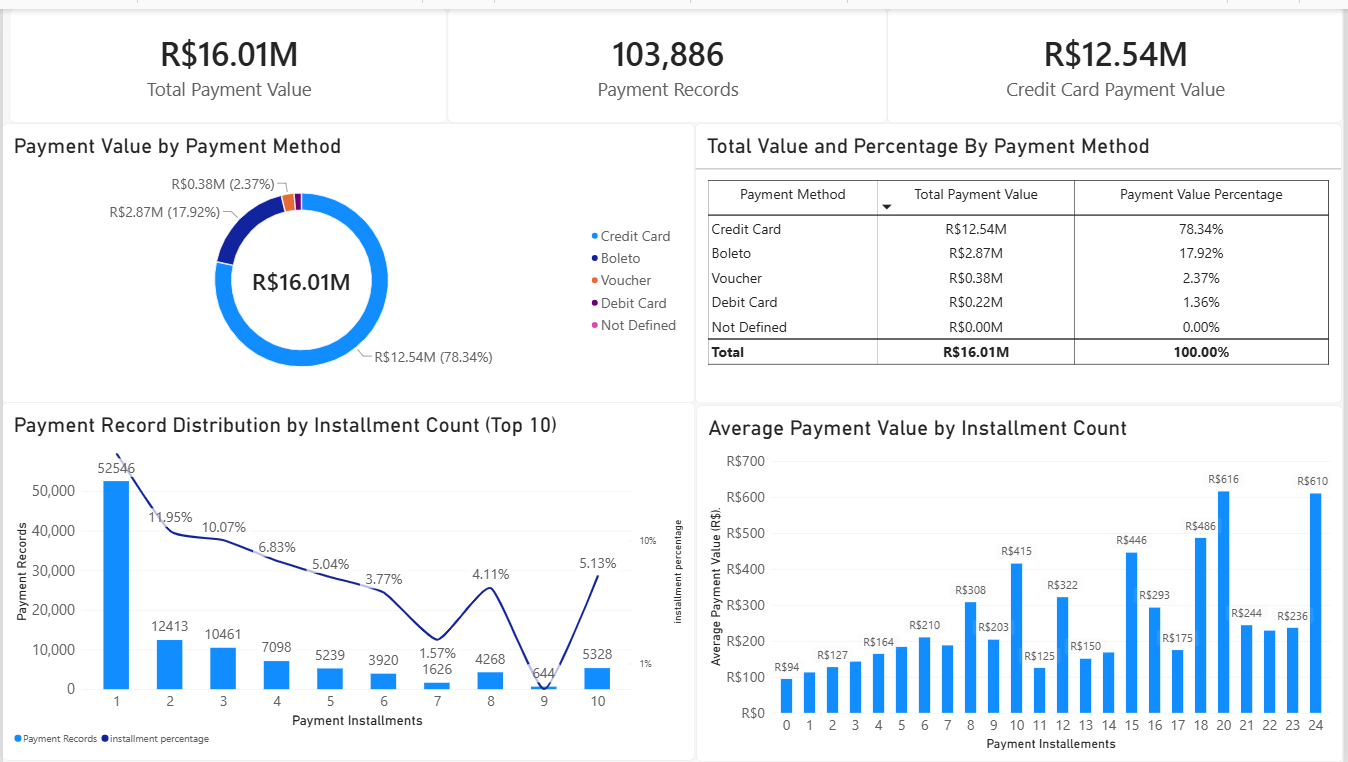 R$16.01M
Total Payment Value
103,886
Payment Records
R$12.54M
Credit Card Payment Value
Payment Value by Payment Method
R$0.38M (2.37%)
R$2.87M (17.92%)
R$16.01M
R$12.54M (78.34%)
Credit Card
Boleto
Voucher
Debit Card
Not Defined
Total Value and Percentage By Payment Method
Payment Method Total Payment Value Payment Value Percentage
Credit Card R$12.54M 78.34%
Boleto R$2.87M 17.92%
Voucher R$0.38M 2.37%
Debit Card R$0.22M 1.36%
Not Defined R$0.00M 0.00%
Total R$16.01M 100.00%
Payment Record Distribution by Installment Count (Top 10)
Payment Records
50,000
40,000
30,000
20,000
10,000
0
52546
11.95%
10.07%
6.83%
5.04%
3.77%
1.57%
4.11%
5.13%
12413
10461
7098
5239
3920
1626
4268
644
5328
10%
1%
installment percentage
1 2 3 4 5 6 7 8 9 10
Payment Installments
Payment Records installment percentage
Average Payment Value by Installment Count
Average Payment Value (R$).
R$700
R$600
R$500
R$400
R$300
R$200
R$100
R$0
R$94
R$127
R$164
R$210
R$308
R$203
R$415
R$125
R$322
R$150
R$446
R$293
R$175
R$486
R$616
R$244
R$236
R$610
0 1 2 3 4 5 6 7 8 9 10 11 12 13 14 15 16 17 18 20 21 22 23 24
Payment Installements